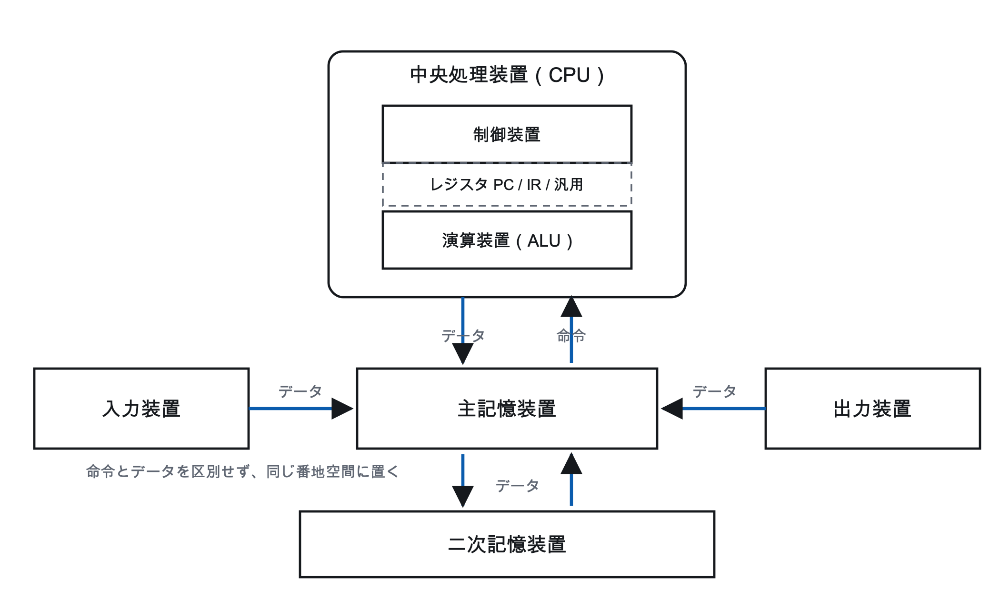 中央処理装置 ( CPU )
制御装置
レジスタ PC / IR / 汎用
演算装置 ( ALU )
データ
命令
入力装置
データ
主記憶装置
データ
出力装置
命令とデータを区別せず、同じ番地空間に置く
データ
二次記憶装置